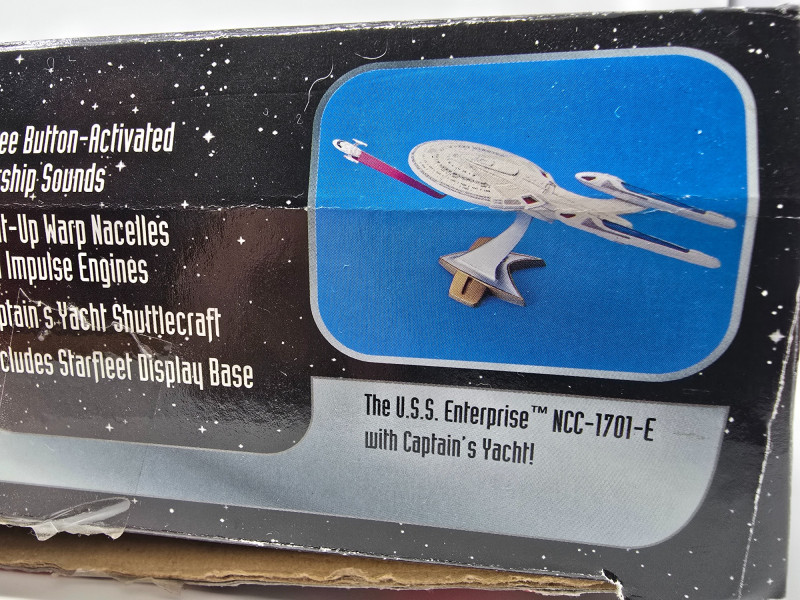 ee Button-Activated
rship Sounds
t-Up Warp Nacelles
d Impulse Engines
ptain's Yacht Shuttlecraft
cludes Starfleet Display Base
The U.S.S. Enterprise™ NCC-1701-E
with Captain's Yacht!